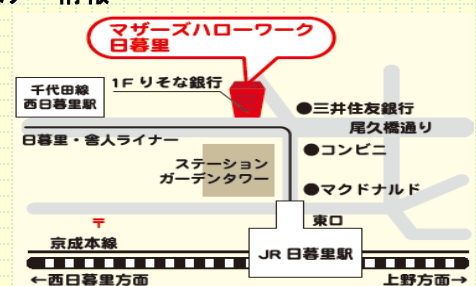 マザーズハローワーク
日暮里
千代田線
西日暮里駅
1F りそな銀行
●三井住友銀行
尾久橋通り
日暮里・舎人ライナー
●コンビニ
ステーション
ガーデンタワー
●マクドナルド
〒
東口
京成本線
JR 日暮里駅
←西日暮里方面
上野方面→